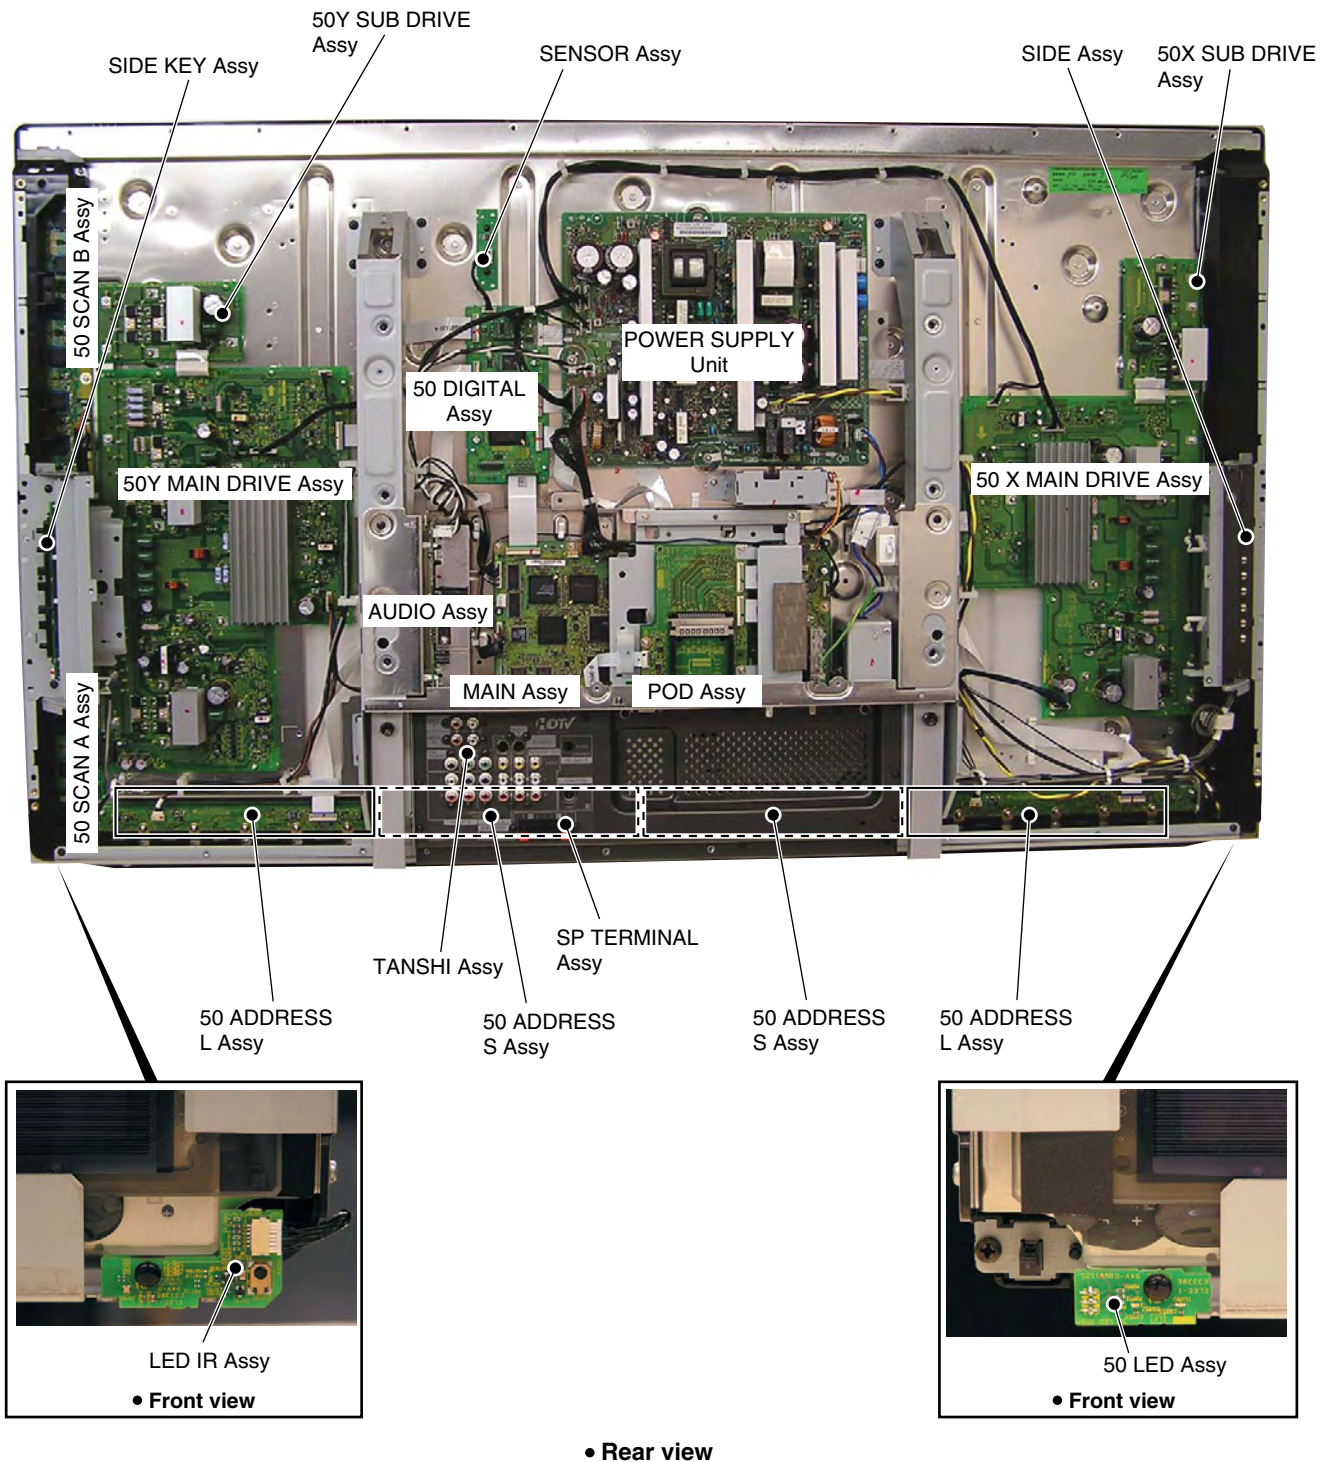 50Y SUB DRIVE
Assy
SIDE KEY Assy
SENSOR Assy
SIDE Assy
50X SUB DRIVE
Assy
50 SCAN B Assy
POWER SUPPLY
Unit
50 DIGITAL
Assy
50Y MAIN DRIVE Assy
50 X MAIN DRIVE Assy
AUDIO Assy
MAIN Assy
POD Assy
50 SCAN A Assy
HDTV
TANSHI Assy
SP TERMINAL
Assy
50 ADDRESS
L Assy
50 ADDRESS
S Assy
50 ADDRESS
S Assy
50 ADDRESS
L Assy
LED IR Assy
• Front view
50 LED Assy
• Front view
• Rear view